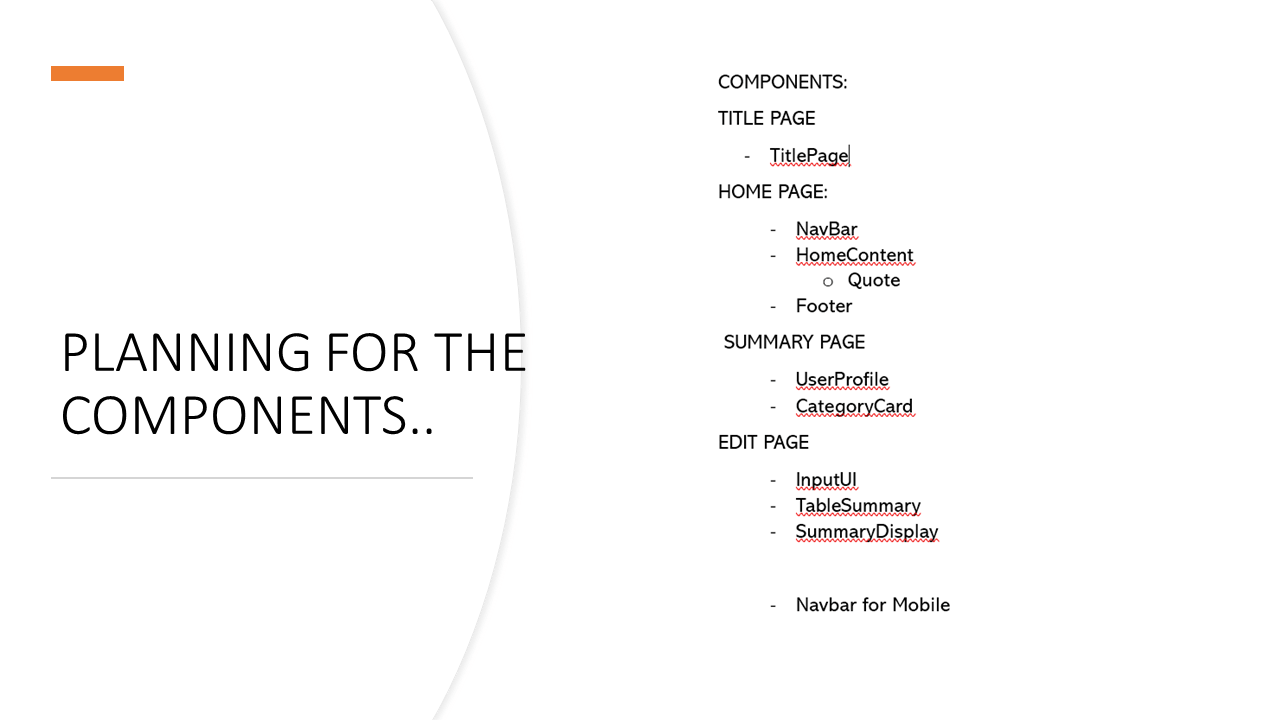 PLANNING FOR THE
COMPONENTS..
COMPONENTS:
TITLE PAGE
- TitlePage
HOME PAGE:
- NavBar
- HomeContent
o Quote
- Footer
SUMMARY PAGE
- UserProfile
- CategoryCard
EDIT PAGE
- InputUI
- TableSummary
- SummaryDisplay
- Navbar for Mobile